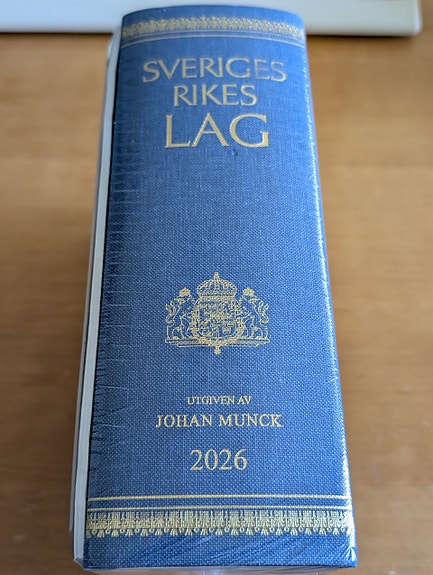 SVERIGES
RIKES
LAG
UTGIVEN AV
JOHAN MUNCK
2026